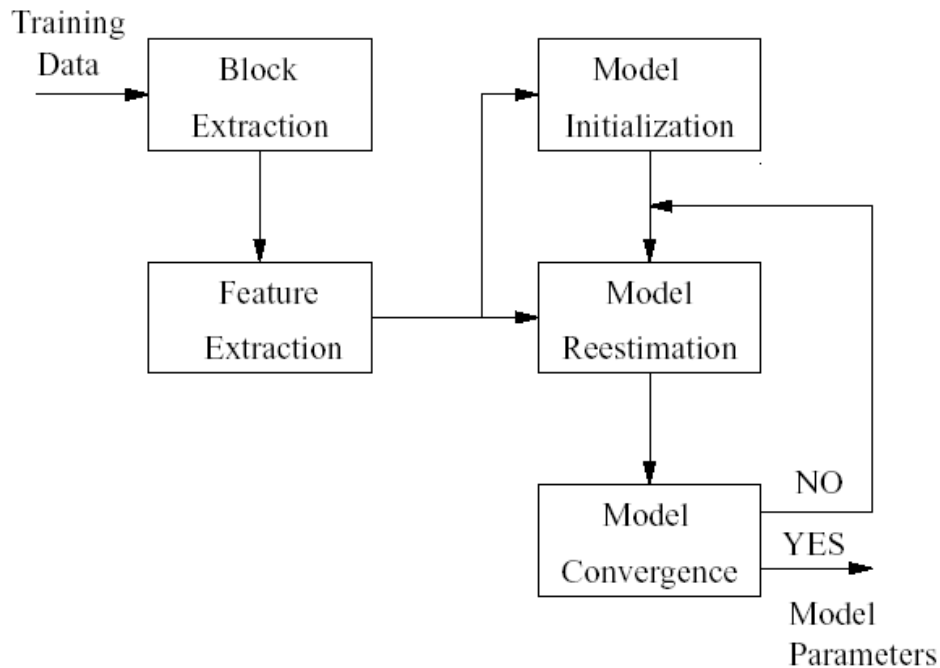 Training
Data
Block
Extraction
Model
Initialization
Feature
Extraction
Model
Reestimation
Model
Convergence
NO
YES
Model
Parameters